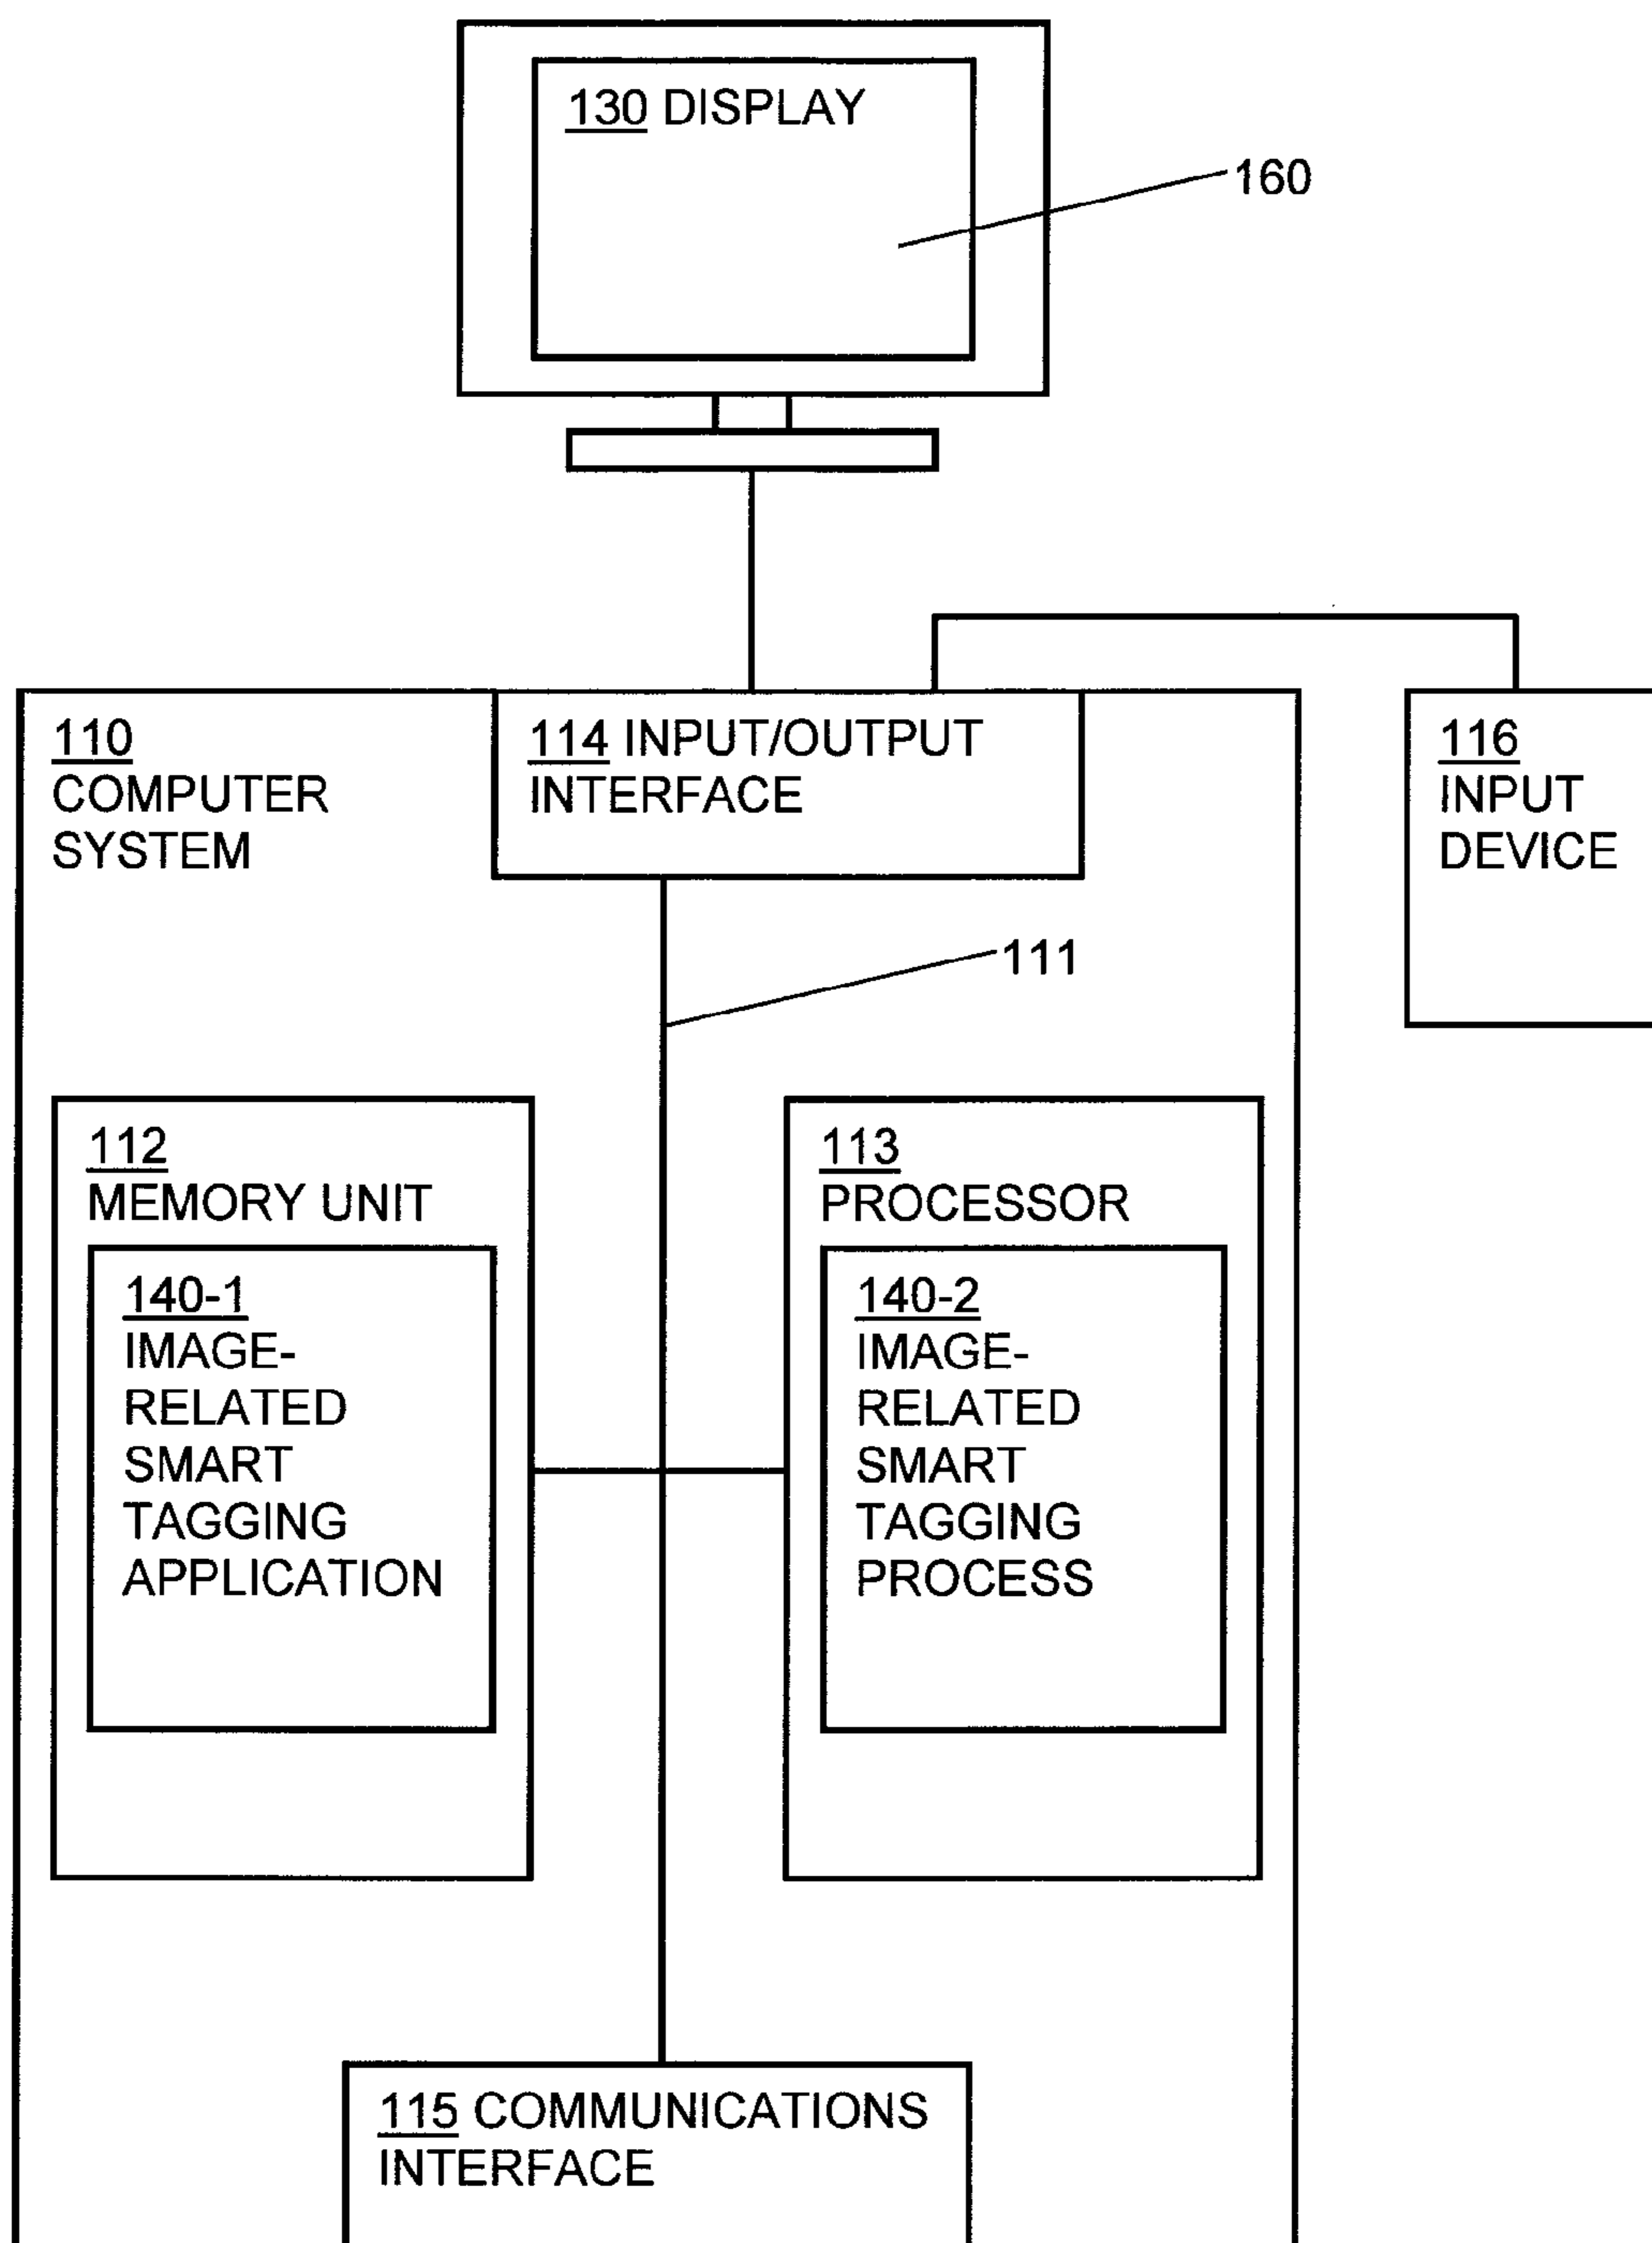 130 DISPLAY
160
110
COMPUTER
SYSTEM
114 INPUT/OUTPUT
INTERFACE
116
INPUT
DEVICE
111
112
MEMORY UNIT
140-1
IMAGE-
RELATED
SMART
TAGGING
APPLICATION
113
PROCESSOR
140-2
IMAGE-
RELATED
SMART
TAGGING
PROCESS
115 COMMUNICATIONS
INTERFACE